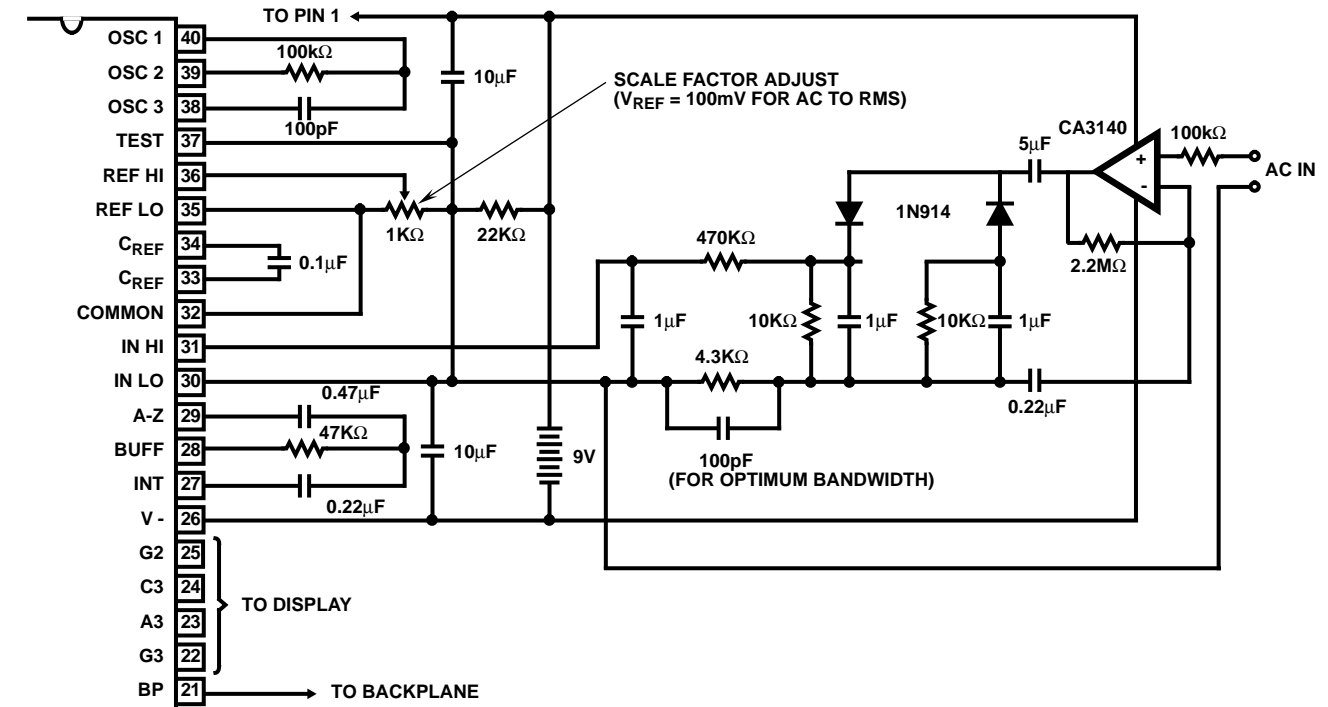 TO PIN 1
OSC 1 40
100kΩ
OSC 2 39
10µF
SCALE FACTOR ADJUST
(VREF = 100mV FOR AC TO RMS)
OSC 3 38
100pF
TEST 37
CA3140
100kΩ
5µF
+
-
AC IN
REF HI 36
REF LO 35
1KΩ
22KΩ
1N914
CREF 34
0.1µF
CREF 33
470KΩ
2.2MΩ
COMMON 32
1µF
10KΩ
1µF
10KΩ
1µF
IN HI 31
4.3KΩ
IN LO 30
0.47µF
0.22µF
A-Z 29
47KΩ
BUFF 28
10µF
9V
100pF
(FOR OPTIMUM BANDWIDTH)
INT 27
0.22µF
V - 26
G2 25
C3 24
TO DISPLAY
A3 23
G3 22
BP 21
TO BACKPLANE